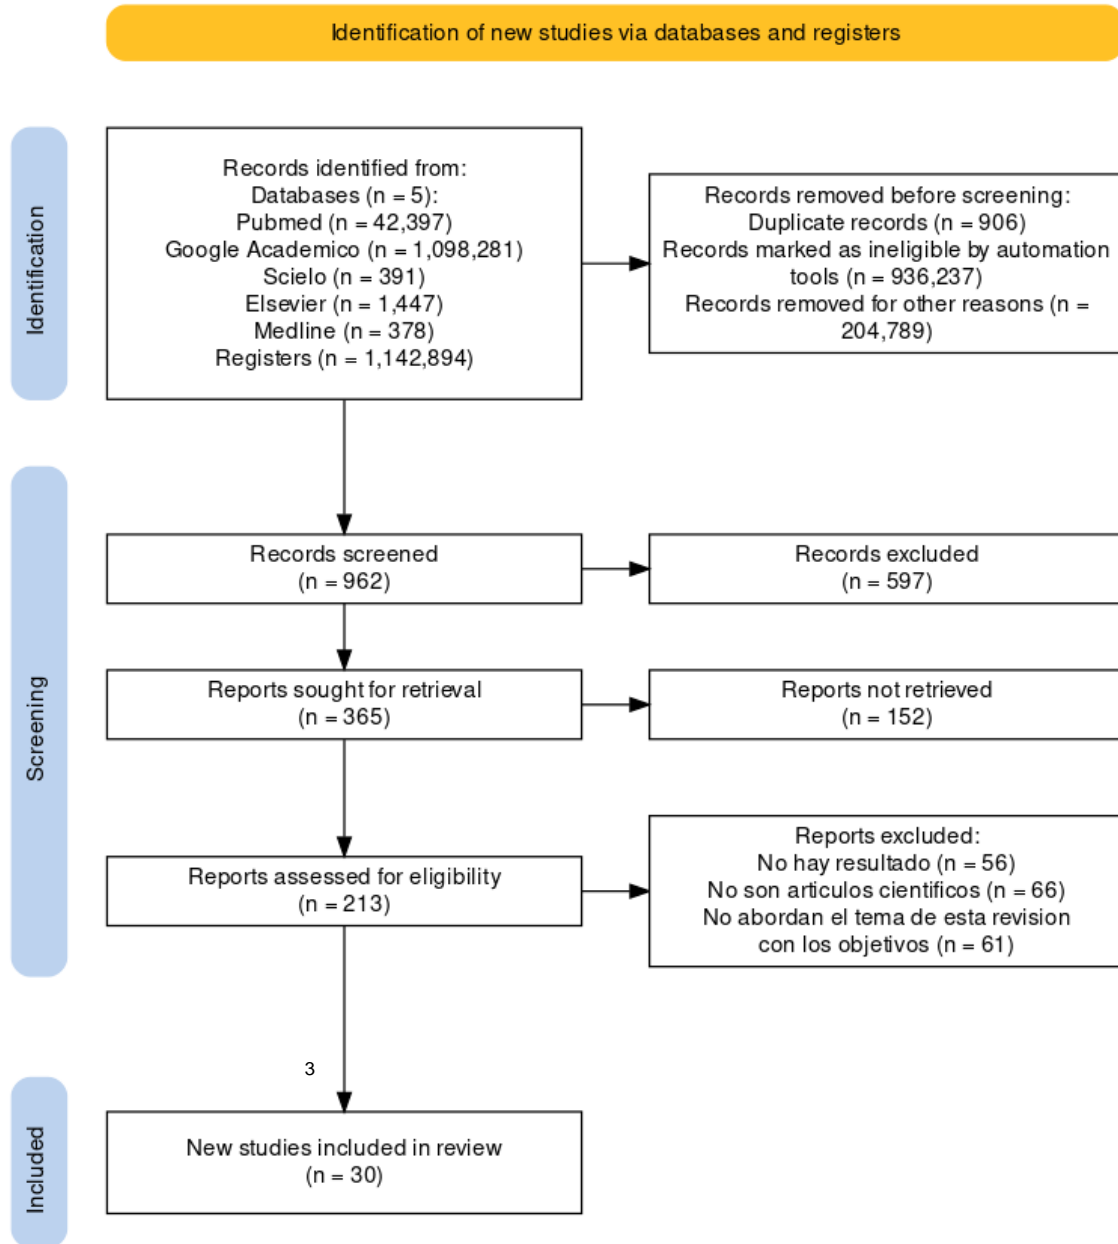 Identification of new studies via databases and registers
Identification
Records identified from:
Databases (n = 5):
Pubmed (n = 42,397)
Google Academico (n = 1,098,281)
Scielo (n = 391)
Elsevier (n = 1,447)
Medline (n = 378)
Registers (n = 1,142,894)
Records removed before screening:
Duplicate records (n = 906)
Records marked as ineligible by automation
tools (n = 936,237)
Records removed for other reasons (n =
204,789)
Screening
Records screened
(n = 962)
Records excluded
(n = 597)
Reports sought for retrieval
(n = 365)
Reports not retrieved
(n = 152)
Reports assessed for eligibility
(n = 213)
Reports excluded:
No hay resultado (n = 56)
No son articulos cientificos (n = 66)
No abordan el tema de esta revision
con los objetivos (n = 61)
3
Included
New studies included in review
(n = 30)